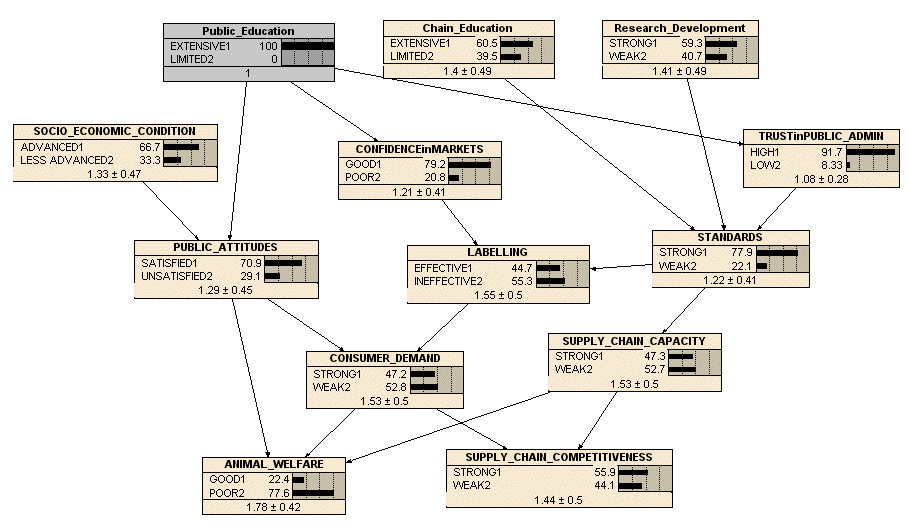 Public_Education
EXTENSIVE1 100
LIMITED2 0
1
Chain_Education
EXTENSIVE1 60.5
LIMITED2 39.5
1.4 ± 0.49
Research_Development
STRONG1 59.3
WEAK2 40.7
1.41 ± 0.49
SOCIO_ECONOMIC_CONDITION
ADVANCED1 66.7
LESS ADVANCED2 33.3
1.33 ± 0.47
CONFIDENCEinMARKETS
GOOD1 79.2
POOR2 20.8
1.21 ± 0.41
TRUSTinPUBLIC_ADMIN
HIGH1 91.7
LOW2 8.33
1.08 ± 0.28
PUBLIC_ATTITUDES
SATISFIED1 70.9
UNSATISFIED2 29.1
1.29 ± 0.45
LABELLING
EFFECTIVE1 44.7
INEFFECTIVE2 55.3
1.55 ± 0.5
STANDARDS
STRONG1 77.9
WEAK2 22.1
1.22 ± 0.41
CONSUMER_DEMAND
STRONG1 47.2
WEAK2 52.8
1.53 ± 0.5
SUPPLY_CHAIN_CAPACITY
STRONG1 47.3
WEAK2 52.7
1.53 ± 0.5
ANIMAL_WELFARE
GOOD1 22.4
POOR2 77.6
1.78 ± 0.42
SUPPLY_CHAIN_COMPETITIVENESS
STRONG1 55.9
WEAK2 44.1
1.44 ± 0.5